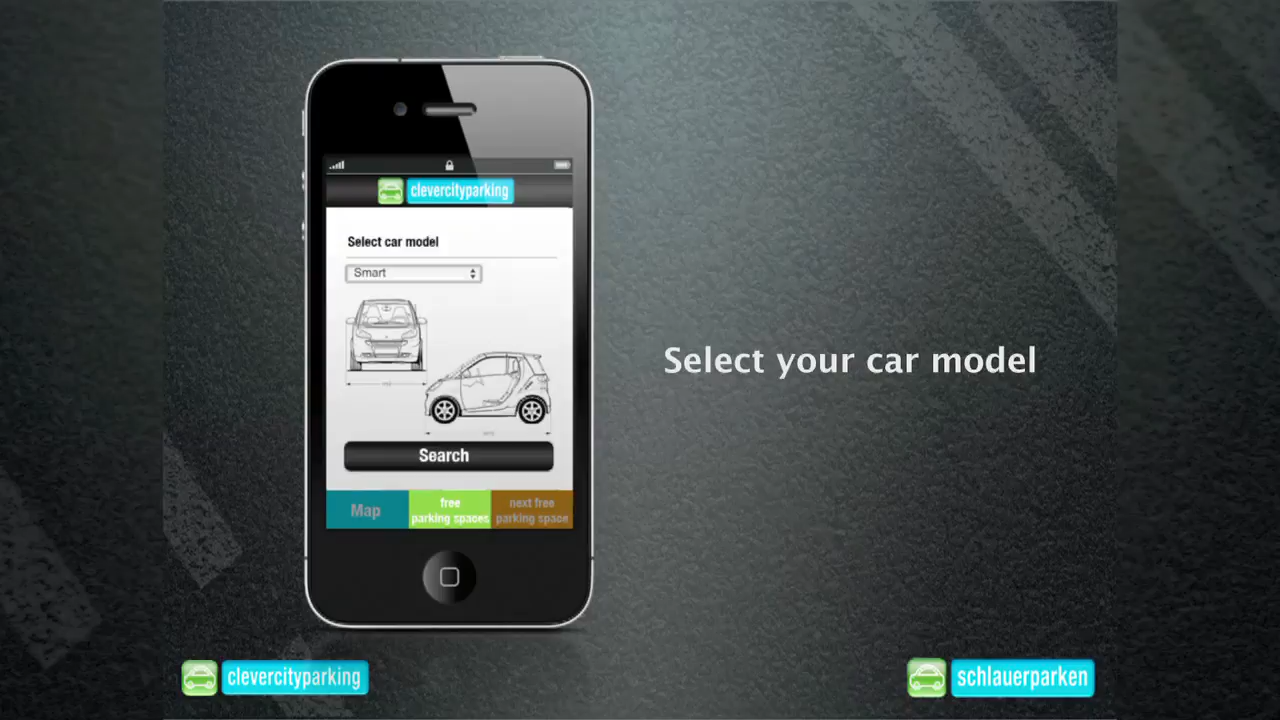 clevercityparking
Select car model
Smart
Search
Map
free
parking spaces
next free
parking space
Select your car model
clevercityparking
schlauerparken